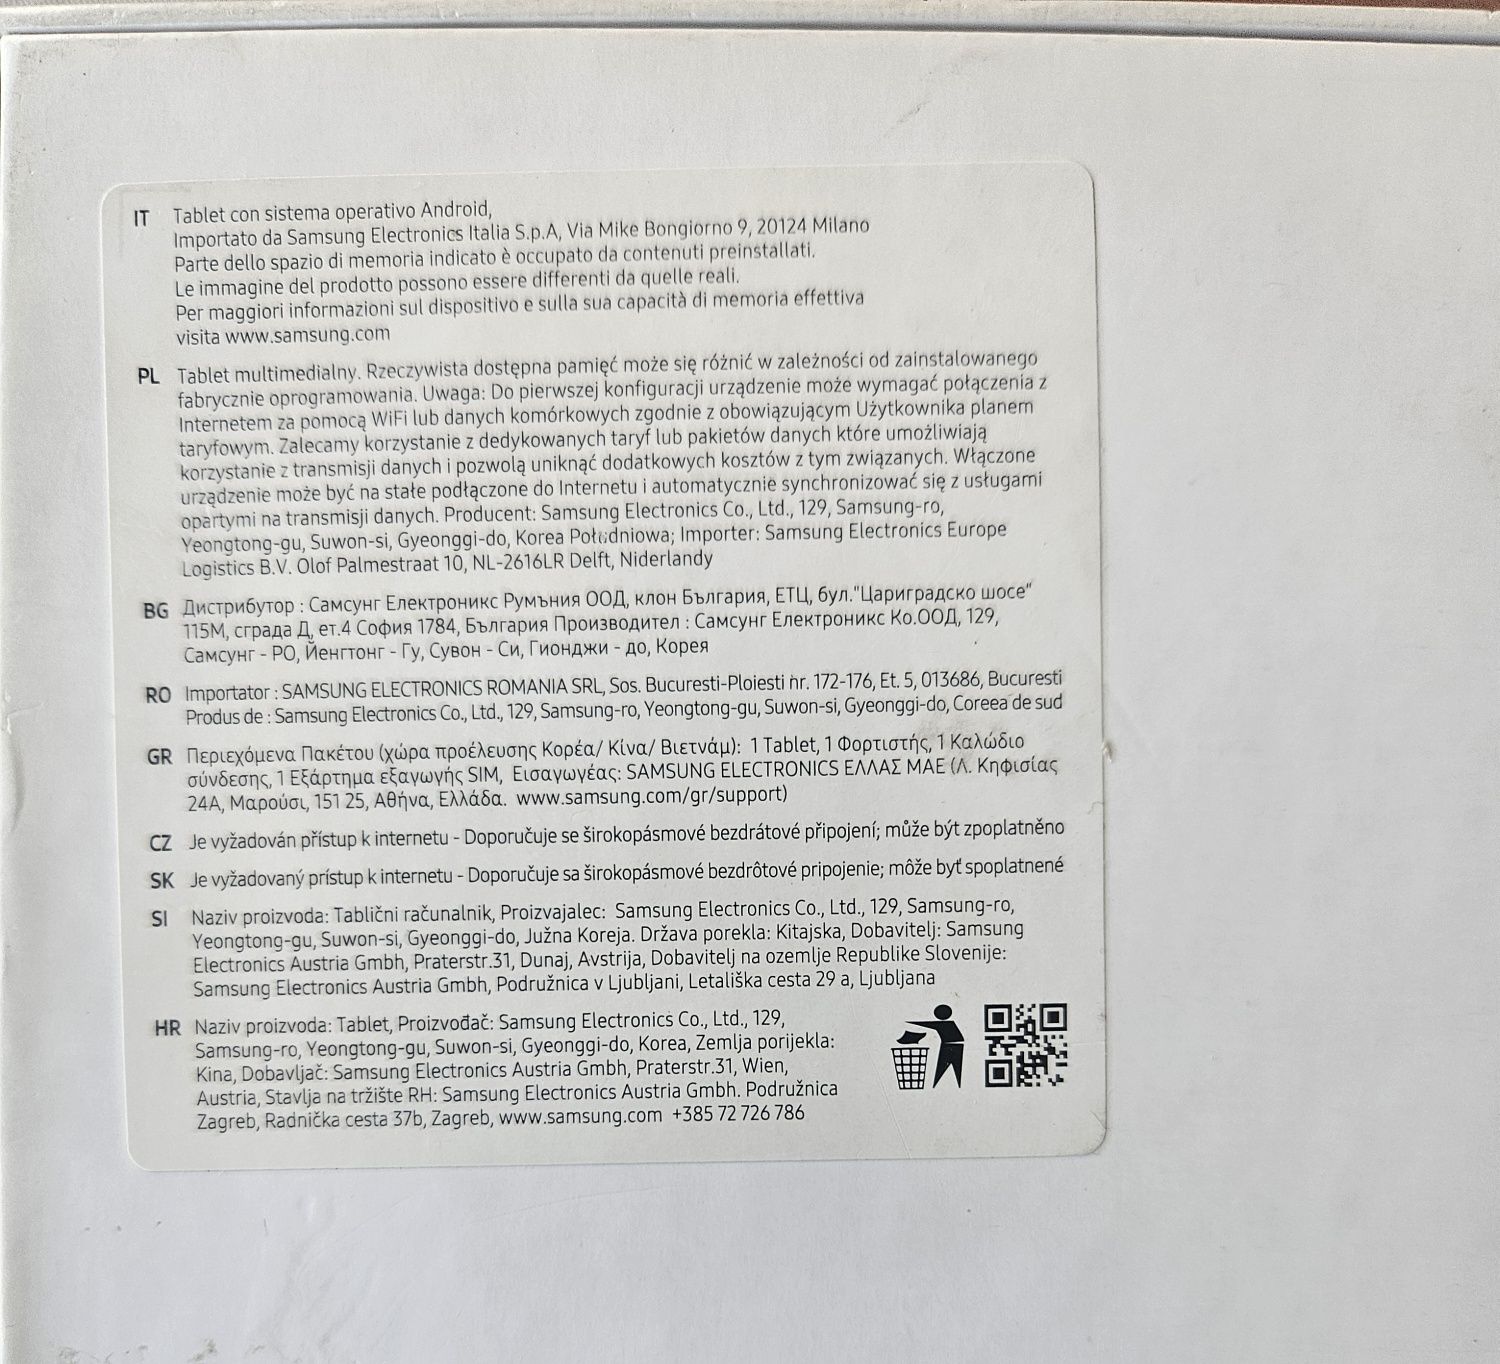 IT Tablet con sistema operativo Android,
Importato da Samsung Electronics Italia S.p.A, Via Mike Bongiorno 9, 20124 Milano
Parte dello spazio di memoria indicato è occupato da contenuti preinstallati.
Le immagine del prodotto possono essere differenti da quelle reali.
Per maggiori informazioni sul dispositivo e sulla sua capacità di memoria effettiva
visita www.samsung.com
PL Tablet multimedialny. Rzeczywista dostępna pamięć może się różnić w zależności od zainstalowanego
fabrycznie oprogramowania. Uwaga: Do pierwszej konfiguracji urządzenie może wymagać połączenia z
Internetem za pomocą WiFi lub danych komórkowych zgodnie z obowiązującym Użytkownika planem
taryfowym. Zalecamy korzystanie z dedykowanych taryf lub pakietów danych które umożliwiają
korzystanie z transmisji danych i pozwolą uniknąć dodatkowych kosztów z tym związanych. Włączone
urządzenie może być na stałe podłączone do Internetu i automatycznie synchronizować się z usługami
opartymi na transmisji danych. Producent: Samsung Electronics Co., Ltd., 129, Samsung-ro,
Yeongtong-gu, Suwon-si, Gyeonggi-do, Korea Południowa; Importer: Samsung Electronics Europe
Logistics B.V. Olof Palmestraat 10, NL-2616LR Delft, Niderlandy
BG Дистрибутор : Самсунг Електроникс Румъния ООД, клон България, ЕТЦ, бул."Цариградско шосе"
115М, сграда Д, ет.4 София 1784, България Производител : Самсунг Електроникс Ко.ООД, 129,
Самсунг - РО, Йенгтонг - Гу, Сувон - Си, Гионджи - до, Корея
RO Importator : SAMSUNG ELECTRONICS ROMANIA SRL, Sos. Bucuresti-Ploiesti nr. 172-176, Et. 5, 013686, Bucuresti
Produs de : Samsung Electronics Co., Ltd., 129, Samsung-ro, Yeongtong-gu, Suwon-si, Gyeonggi-do, Coreea de sud
GR Περιεχόμενα Πακέτου (χώρα προέλευσης Κορέα/ Κίνα/ Βιετνάμ): 1 Tablet, 1 Φορτιστής, 1 Καλώδιο
σύνδεσης, 1 Εξάρτημα εξαγωγής SIM, Εισαγωγέας: SAMSUNG ELECTRONICS ΕΛΛΑΣ ΜΑΕ (Λ. Κηφισίας
24Α, Μαρούσι, 151 25, Αθήνα, Ελλάδα. www.samsung.com/gr/support)
CZ Je vyžadován přístup k internetu - Doporučuje se širokopásmové bezdrátové připojení; může být zpoplatněno
SK Je vyžadovaný prístup k internetu - Doporučuje sa širokopásmové bezdrôtové pripojenie; môže byť spoplatnené
SI Naziv proizvoda: Tablični računalnik, Proizvajalec: Samsung Electronics Co., Ltd., 129, Samsung-ro,
Yeongtong-gu, Suwon-si, Gyeonggi-do, Južna Koreja. Država porekla: Kitajska, Dobavitelj: Samsung
Electronics Austria Gmbh, Praterstr.31, Dunaj, Avstrija, Dobavitelj na ozemlje Republike Slovenije:
Samsung Electronics Austria Gmbh, Podružnica v Ljubljani, Letališka cesta 29 a, Ljubljana
HR Naziv proizvoda: Tablet, Proizvođač: Samsung Electronics Co., Ltd., 129,
Samsung-ro, Yeongtong-gu, Suwon-si, Gyeonggi-do, Korea, Zemlja porijekla:
Kina, Dobavljač: Samsung Electronics Austria Gmbh, Praterstr.31, Wien,
Austria, Stavlja na tržište RH: Samsung Electronics Austria Gmbh. Podružnica
Zagreb, Radnička cesta 37b, Zagreb, www.samsung.com +385 72 726 786